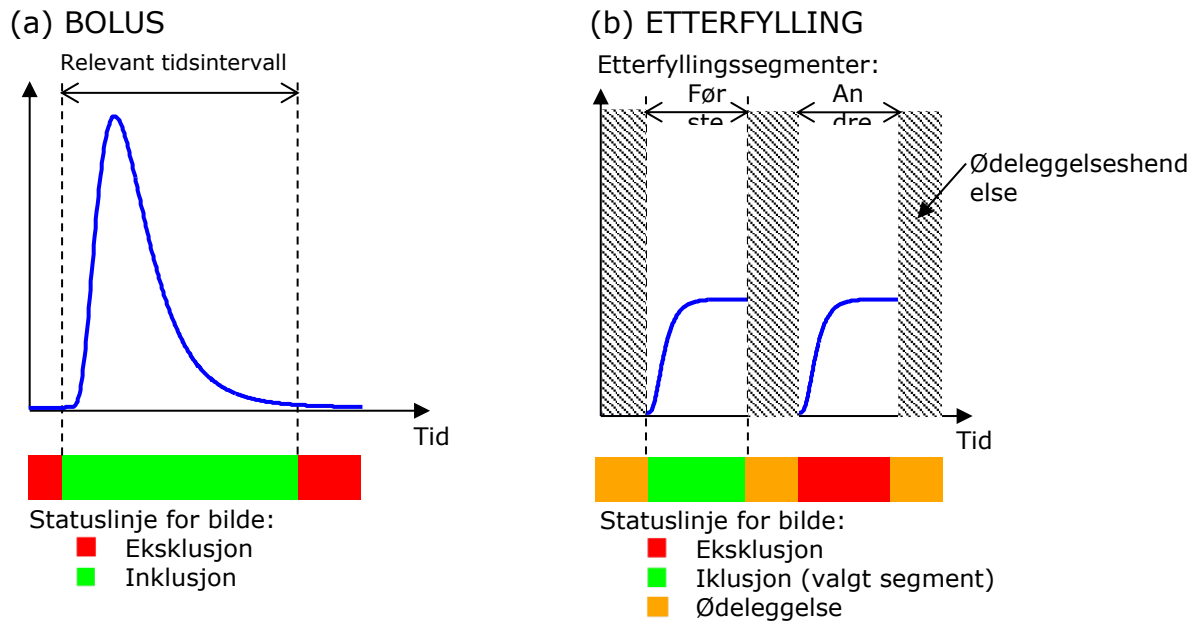 (a) BOLUS
Relevant tidsintervall
Tid
Statuslinje for bilde:
Eksklusjon
Inklusjon
(b) ETTERFYLLING
Etterfyllingssegmenter:
Før
ste
An
dre
Ødeleggelseshend
else
Tid
Statuslinje for bilde:
Eksklusjon
Iklusjon (valgt segment)
Ødeleggelse